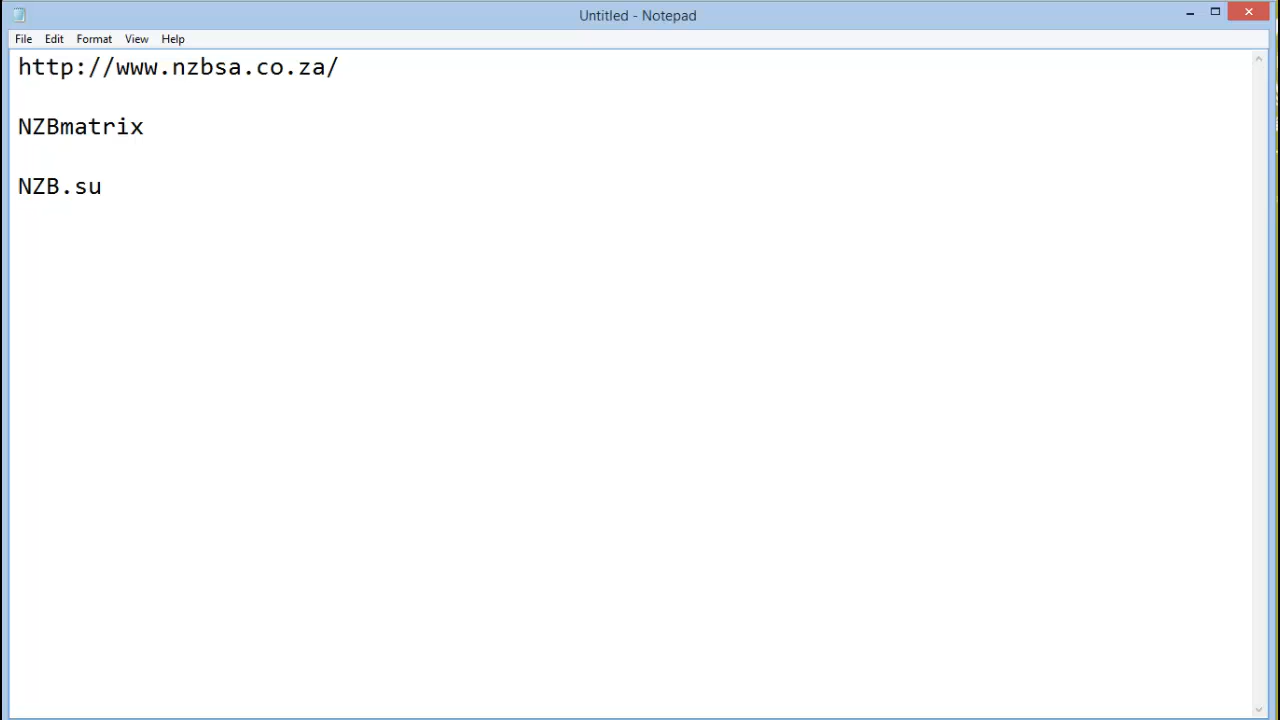 Untitled - Notepad
File Edit Format View Help
http://www.nzbsa.co.za/
NZBmatrix
NZB.su